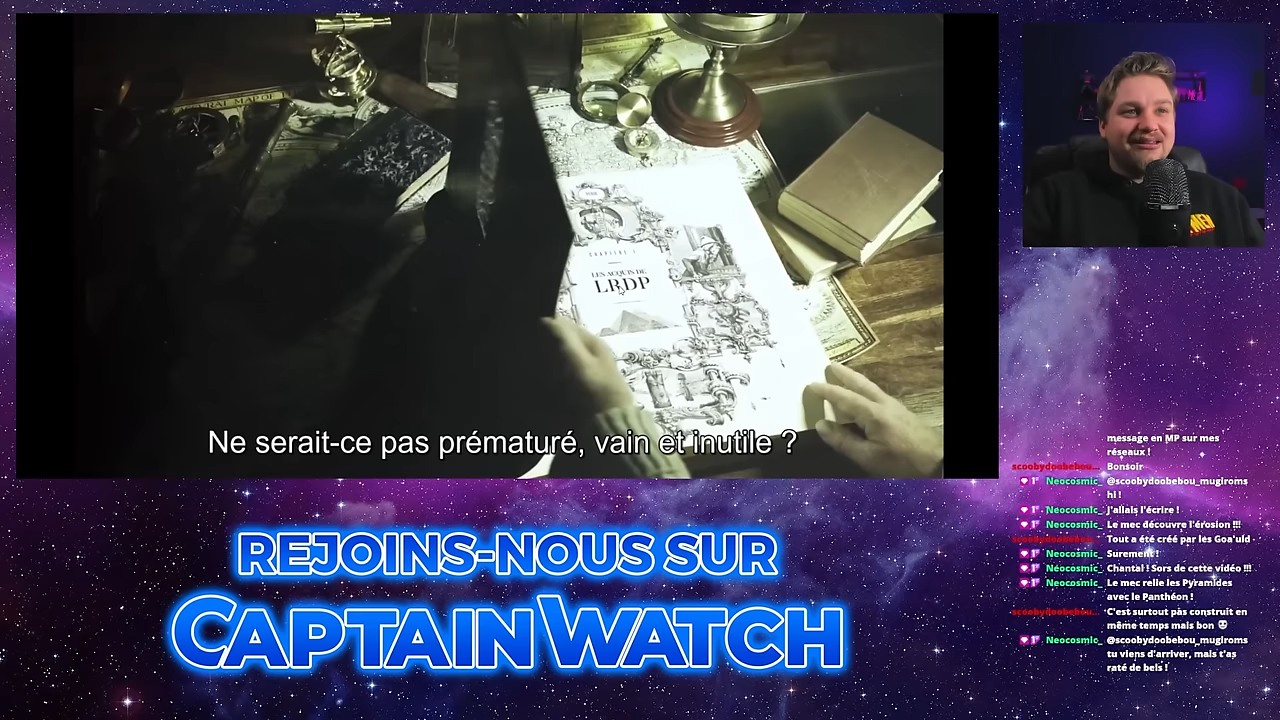 LES ACQUIS DE
LRDP
Ne serait-ce pas prématuré, vain et inutile ?
REJOINS-NOUS SUR
CAPTAINWATCH
message en MP sur mes
réseaux !
scoobydoobebou... Bonsoir
Neocosmic_ @scoobydoobebou_mugiroms
hi !
Neocosmic_ J'allais l'écrire !
Neocosmic_ Le mec découvre l'érosion !!!
scoobydoobebou... Tout a été créé par les Goa'uld
Neocosmic_ Surement !
Neocosmic_ Chantal ! Sors de cette vidéo !!!
Neocosmic_ Le mec relie les Pyramides
avec le Panthéon !
scoobydoobebou... C'est surtout pas construit en
même temps mais bon 💀
Neocosmic_ @scoobydoobebou_mugiroms
tu viens d'arriver, mais t'as
raté de bels !